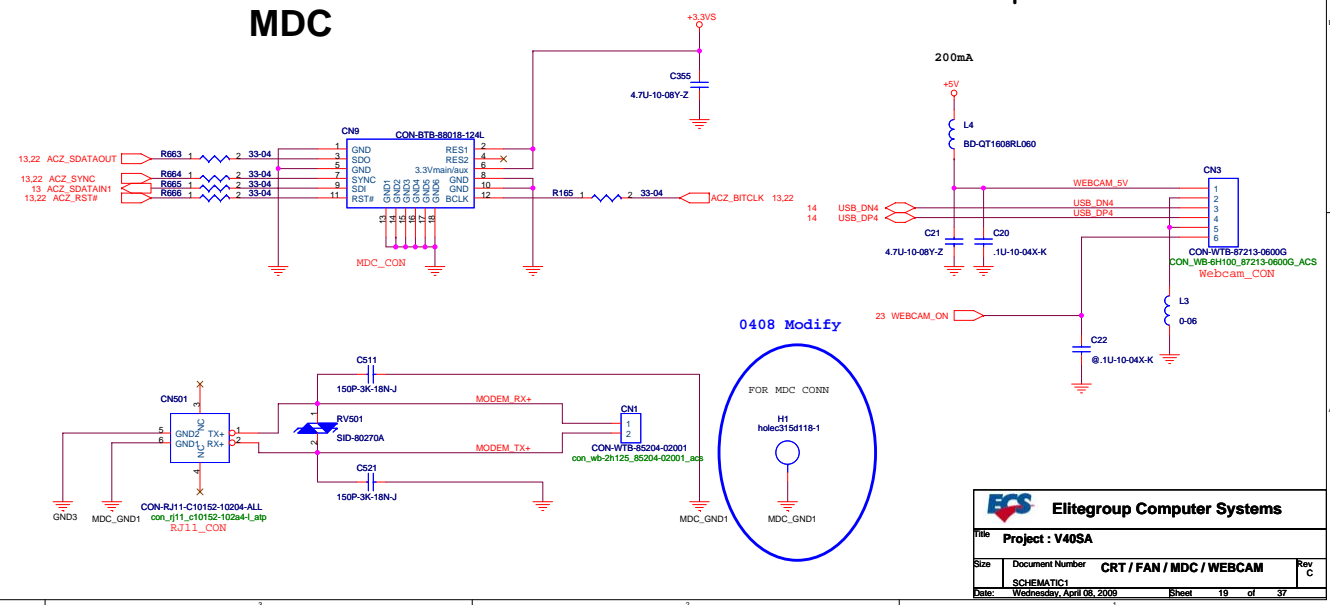 MDC
+3.3VS
C355
4.7U-10-08Y-Z
CN9
CON-BTB-88018-124L
13,22 ACZ_SDATAOUT
R663 1 2 33-04
13,22 ACZ_SYNC
R664 1 2 33-04
13 ACZ_SDATAIN1
R665 1 2 33-04
13,22 ACZ_RST#
R666 1 2 33-04
1 GND RES1 2
3 SDO RES2 4
5 GND 3.3Vmain/aux 6
7 SYNC GND 8
9 SDI GND 10
11 RST# BCLK 12
GND1 GND2 GND3 GND4 GND5 GND6
13 14 15 16 17 18
MDC_CON
R165 1 2 33-04
ACZ_BITCLK 13,22
200mA
+5V
L4
BD-QT1608RL060
CN3
WEBCAM_5V
14 USB_DN4
USB_DN4
14 USB_DP4
USB_DP4
1
2
3
4
5
6
C21
4.7U-10-08Y-Z
C20
.1U-10-04X-K
CON-WTB-87213-0600G
CON_WB-6H100_87213-0600G_ACS
Webcam_CON
23 WEBCAM_ON
L3
0-06
C22
@.1U-10-04X-K
0408 Modify
FOR MDC CONN
H1
holec315d118-1
MDC_GND1
C511
150P-3K-18N-J
CN501
3
NC
5 GND2 TX+ 1
6 GND1 RX+ 2
NC
4
1
RV501
SID-80270A
2
MODEM_RX+
MODEM_TX+
CN1
1
2
CON-WTB-85204-02001
con_wb-2h125_85204-02001_acs
C521
150P-3K-18N-J
GND3
MDC_GND1
CON-RJ11-C10152-10204-ALL
con_rj11_c10152-102a4-l_atp
RJ11_CON
MDC_GND1
ECS Elitegroup Computer Systems
Title Project : V40SA
Size Document Number CRT / FAN / MDC / WEBCAM Rev
C
SCHEMATIC1
Date: Wednesday, April 08, 2009 Sheet 19 of 37